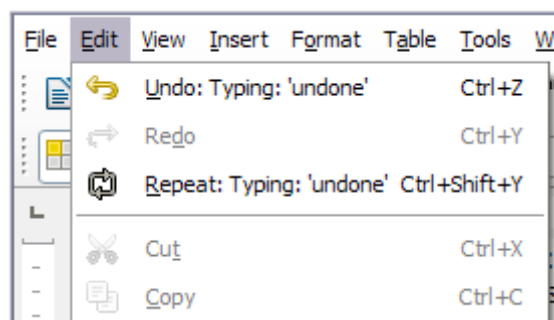 File Edit View Insert Format Table Tools W
Undo: Typing: 'undone' Ctrl+Z
Redo Ctrl+Y
Repeat: Typing: 'undone' Ctrl+Shift+Y
Cut Ctrl+X
Copy Ctrl+C